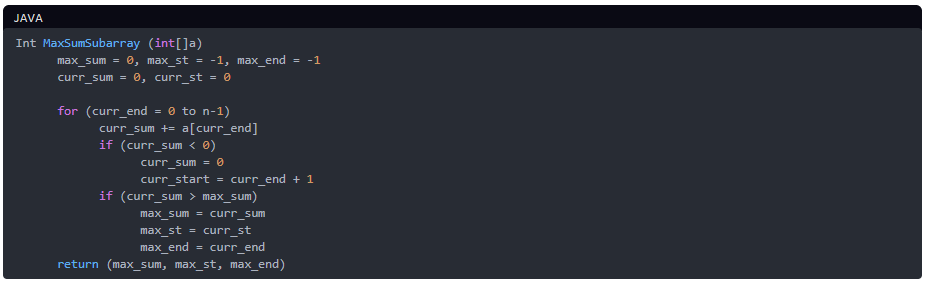 JAVA
Int MaxSumSubarray (int[]a)
max_sum = 0, max_st = -1, max_end = -1
curr_sum = 0, curr_st = 0
for (curr_end = 0 to n-1)
curr_sum += a[curr_end]
if (curr_sum < 0)
curr_sum = 0
curr_start = curr_end + 1
if (curr_sum > max_sum)
max_sum = curr_sum
max_st = curr_st
max_end = curr_end
return (max_sum, max_st, max_end)